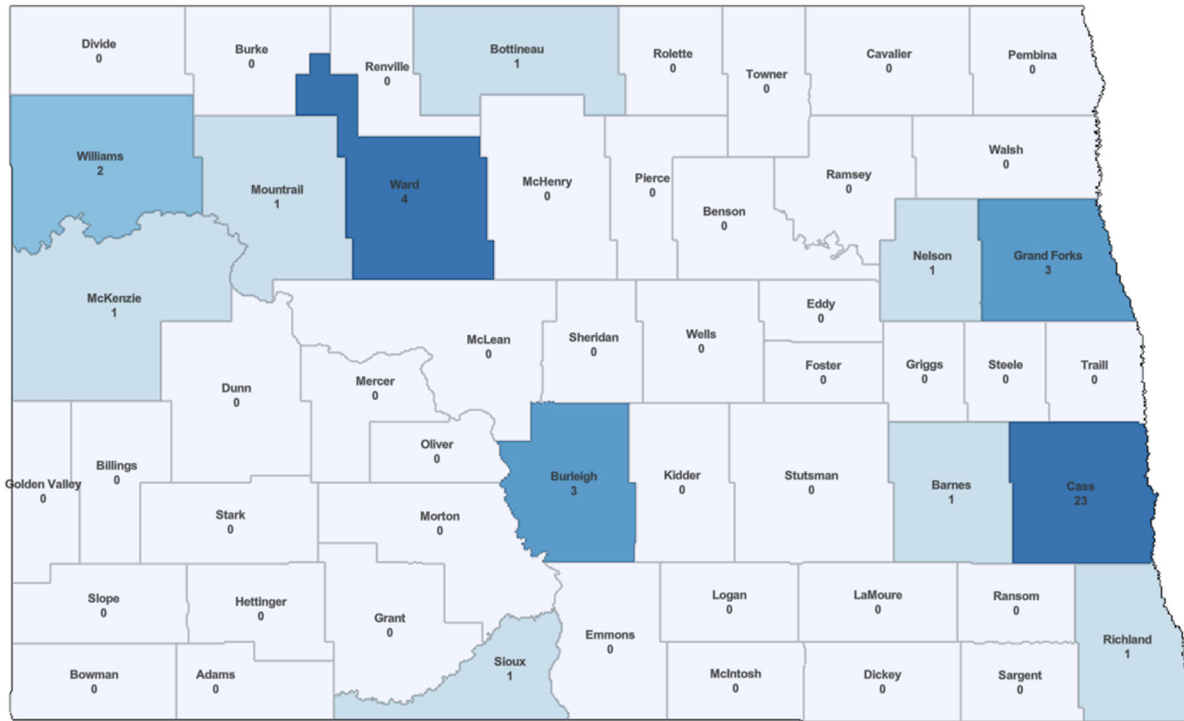 Divide
0
Burke
0
Renville
0
Bottineau
1
Rolette
0
Towner
0
Cavalier
0
Pembina
0
Williams
2
Mountrail
1
Ward
4
McHenry
0
Pierce
0
Benson
0
Ramsey
0
Walsh
0
Nelson
1
Grand Forks
3
McKenzie
1
McLean
0
Sheridan
0
Wells
0
Eddy
0
Foster
0
Griggs
0
Steele
0
Traill
0
Dunn
0
Mercer
0
Oliver
0
Golden Valley
0
Billings
0
Burleigh
3
Kidder
0
Stutsman
0
Barnes
1
Cass
23
Stark
0
Morton
0
Slope
0
Hettinger
0
Grant
0
Emmons
0
Logan
0
LaMoure
0
Ransom
0
Richland
1
Bowman
0
Adams
0
Sioux
1
McIntosh
0
Dickey
0
Sargent
0